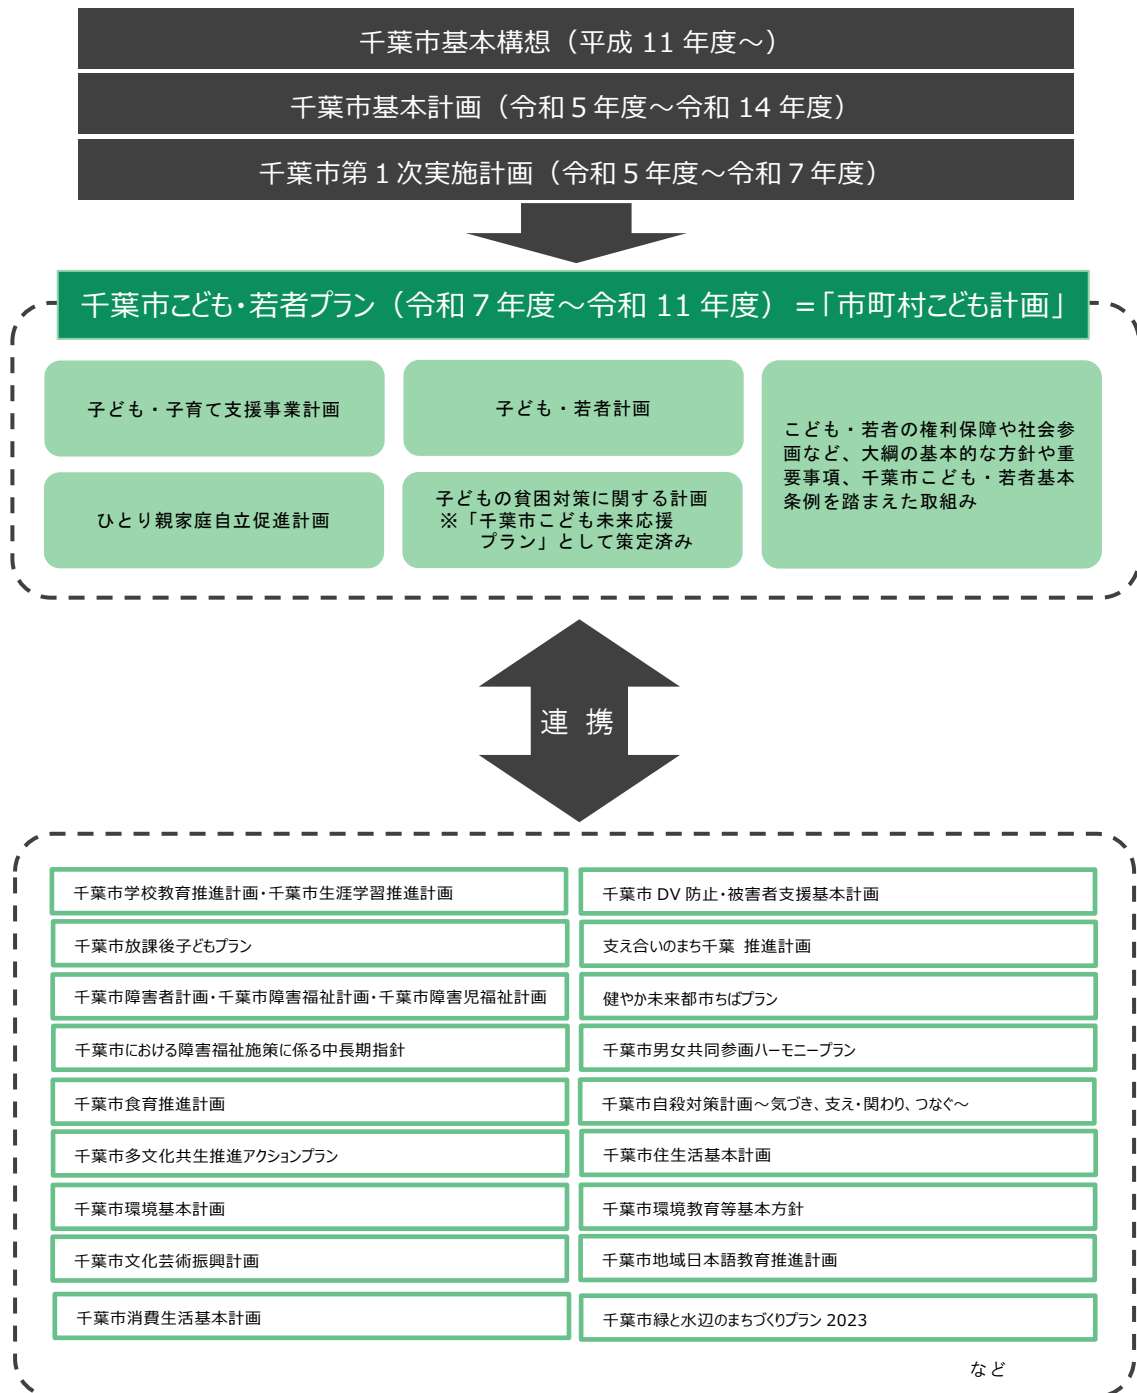 千葉市基本構想（平成 11 年度～）
千葉市基本計画（令和５年度～令和 14 年度）
千葉市第１次実施計画（令和５年度～令和７年度）
千葉市こども・若者プラン（令和７年度～令和 11 年度）＝「市町村こども計画」
子ども・子育て支援事業計画
子ども・若者計画
こども・若者の権利保障や社会参
画など、大綱の基本的な方針や重
要事項、千葉市こども・若者基本
条例を踏まえた取組み
ひとり親家庭自立促進計画
子どもの貧困対策に関する計画
※「千葉市こども未来応援
プラン」として策定済み
連 携
千葉市学校教育推進計画・千葉市生涯学習推進計画
千葉市 DV 防止・被害者支援基本計画
千葉市放課後子どもプラン
支え合いのまち千葉 推進計画
千葉市障害者計画・千葉市障害福祉計画・千葉市障害児福祉計画
健やか未来都市ちばプラン
千葉市における障害福祉施策に係る中長期指針
千葉市男女共同参画ハーモニープラン
千葉市食育推進計画
千葉市自殺対策計画～気づき、支え・関わり、つなぐ～
千葉市多文化共生推進アクションプラン
千葉市住生活基本計画
千葉市環境基本計画
千葉市環境教育等基本方針
千葉市文化芸術振興計画
千葉市地域日本語教育推進計画
千葉市消費生活基本計画
千葉市緑と水辺のまちづくりプラン 2023
など